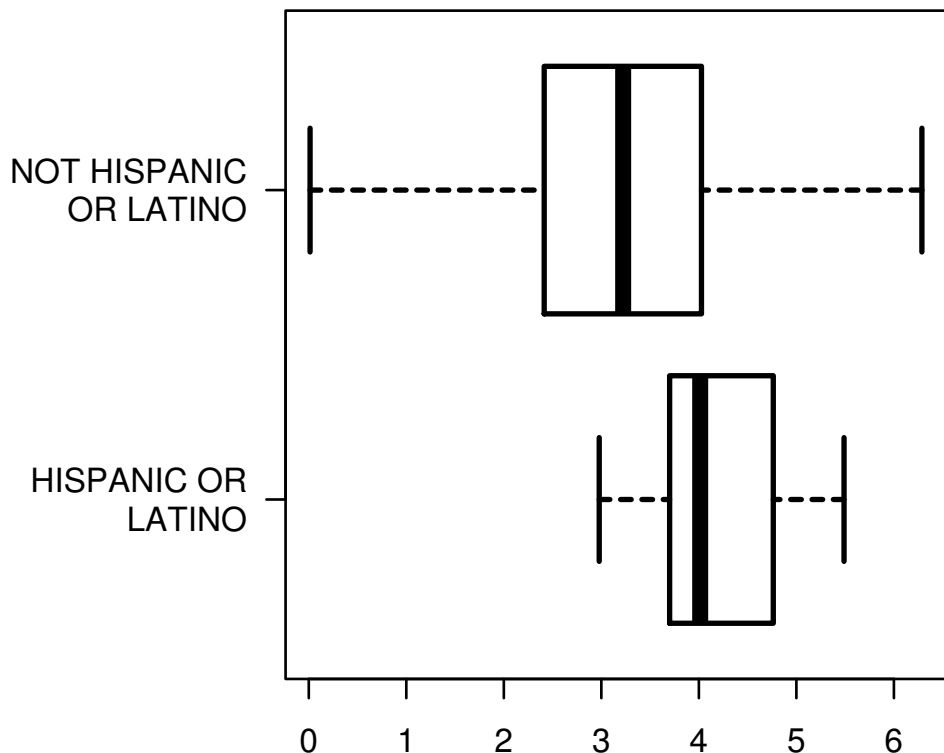 NOT HISPANIC
OR LATINO
HISPANIC OR
LATINO
0 1 2 3 4 5 6